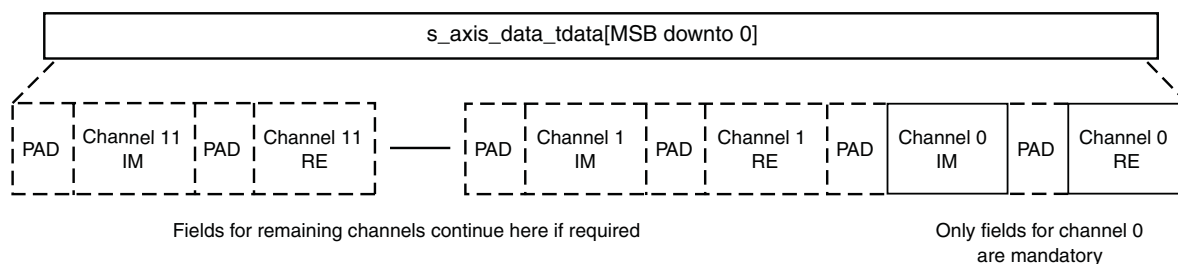 s_axis_data_tdata[MSB downto 0]
PAD Channel 11 PAD Channel 11 PAD Channel 1 PAD Channel 1 PAD Channel 0 PAD Channel 0
IM RE IM RE IM RE
Fields for remaining channels continue here if required
Only fields for channel 0
are mandatory